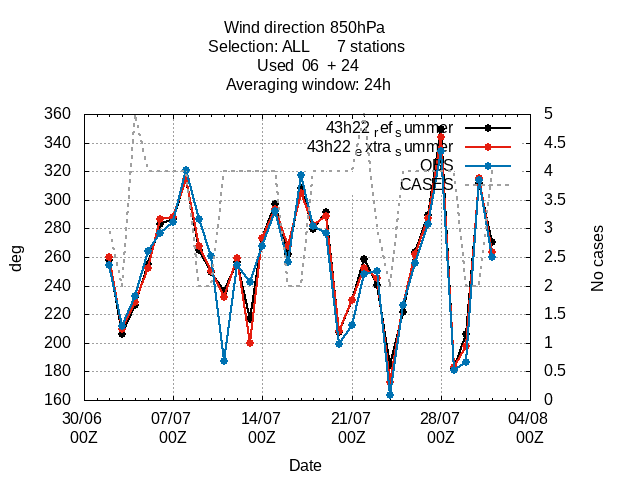 Wind direction 850hPa
Selection: ALL 7 stations
Used 06 + 24
Averaging window: 24h
43h22_ref_summer
43h22_extra_summer
OBS
CASES
360
340
320
300
280
260
240
220
200
180
160
deg
5
4.5
4
3.5
3
2.5
2
1.5
1
0.5
0
No cases
30/06 07/07 14/07 21/07 28/07 04/08
00Z 00Z 00Z 00Z 00Z 00Z
Date